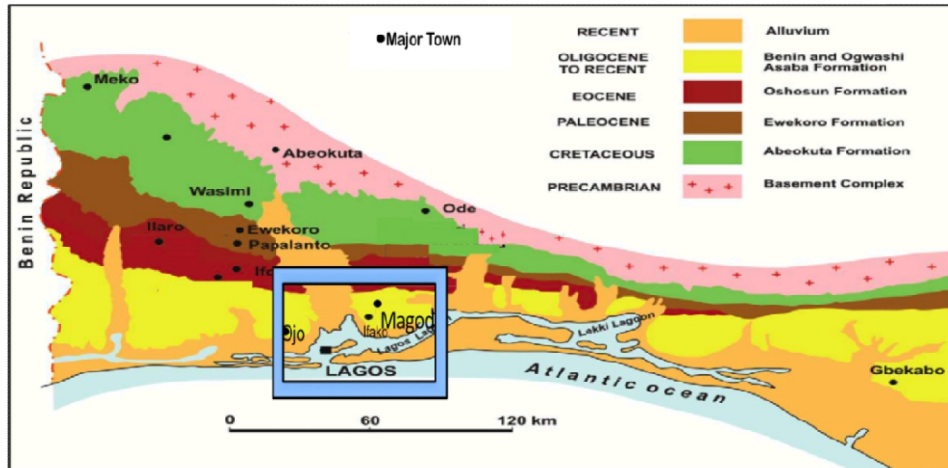 Major Town
RECENT Alluvium
OLIGOCENE TO RECENT Benin and Ogwashi Asaba Formation
EOCENE Oshosun Formation
PALEOCENE Ewekoro Formation
CRETACEOUS Abeokuta Formation
PRECAMBRIAN Basement Complex
Benin Republic
Meko
Abeokuta
Wasimi
Ode
Ewekoro
Ilaro
Papalanto
Ifo
Magod
Ojo
Ifako
Lagos Lag
Lekki Lagoon
LAGOS
Atlantic ocean
Gbekabo
0 60 120 km